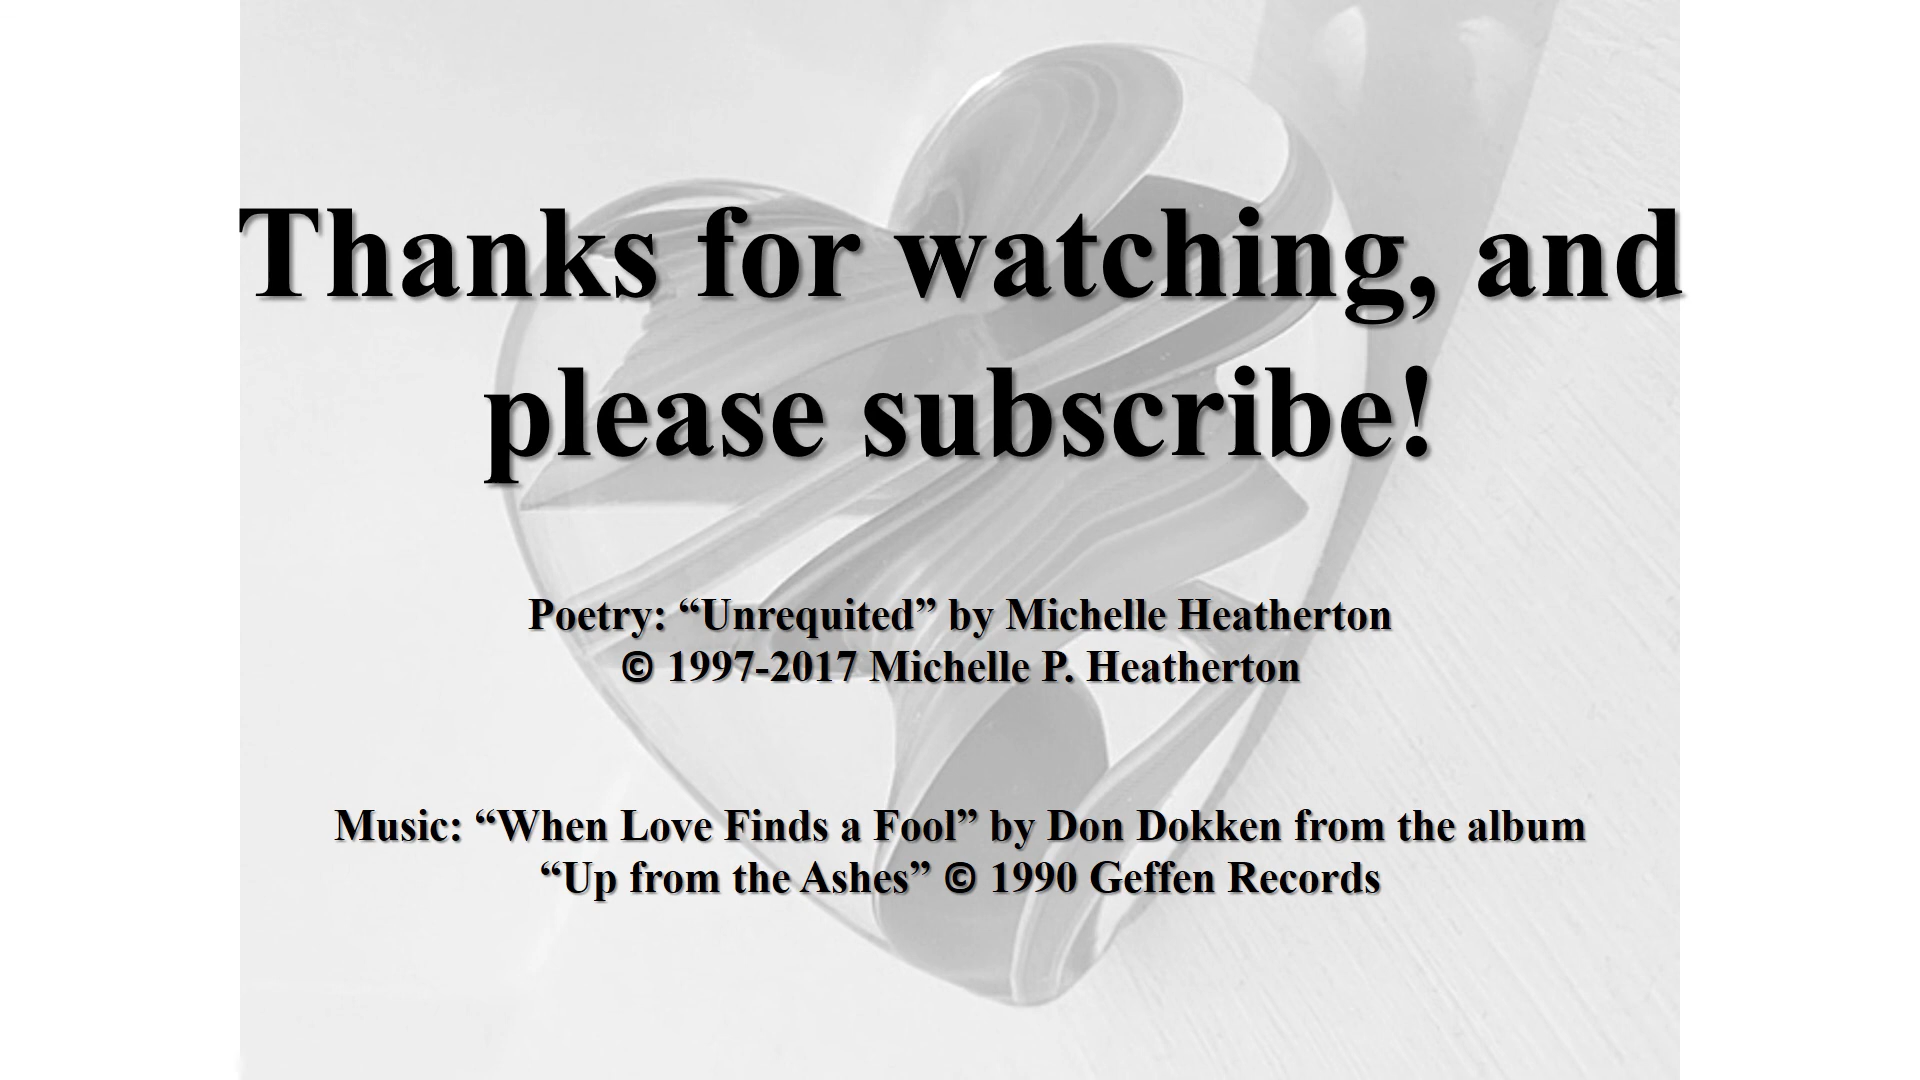 Thanks for watching, and
please subscribe!
Poetry: “Unrequited” by Michelle Heatherton
© 1997-2017 Michelle P. Heatherton
Music: “When Love Finds a Fool” by Don Dokken from the album
“Up from the Ashes” © 1990 Geffen Records